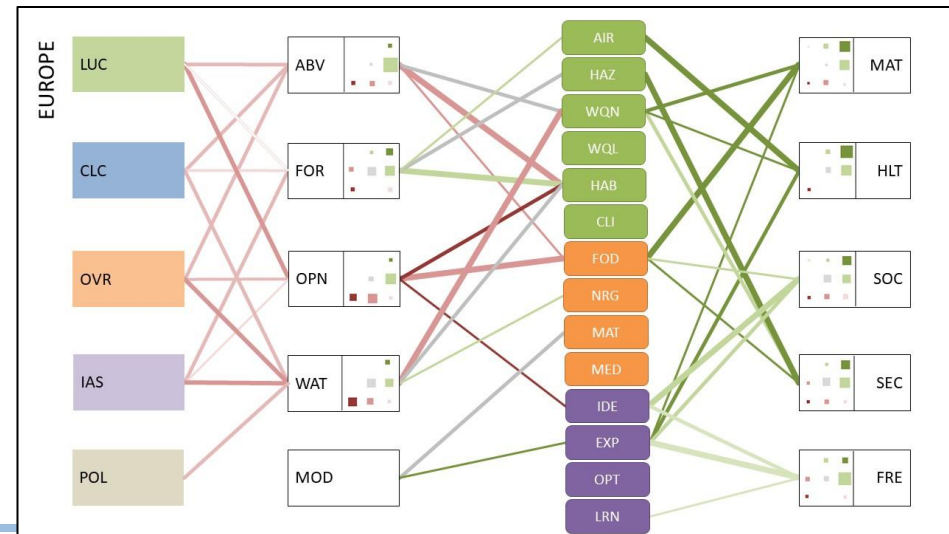 EUROPE
LUC
CLC
OVR
IAS
POL
ABV
FOR
OPN
WAT
MOD
AIR
HAZ
WQN
WQL
HAB
CLI
FOD
NRG
MAT
MED
IDE
EXP
OPT
LRN
MAT
HLT
SOC
SEC
FRE